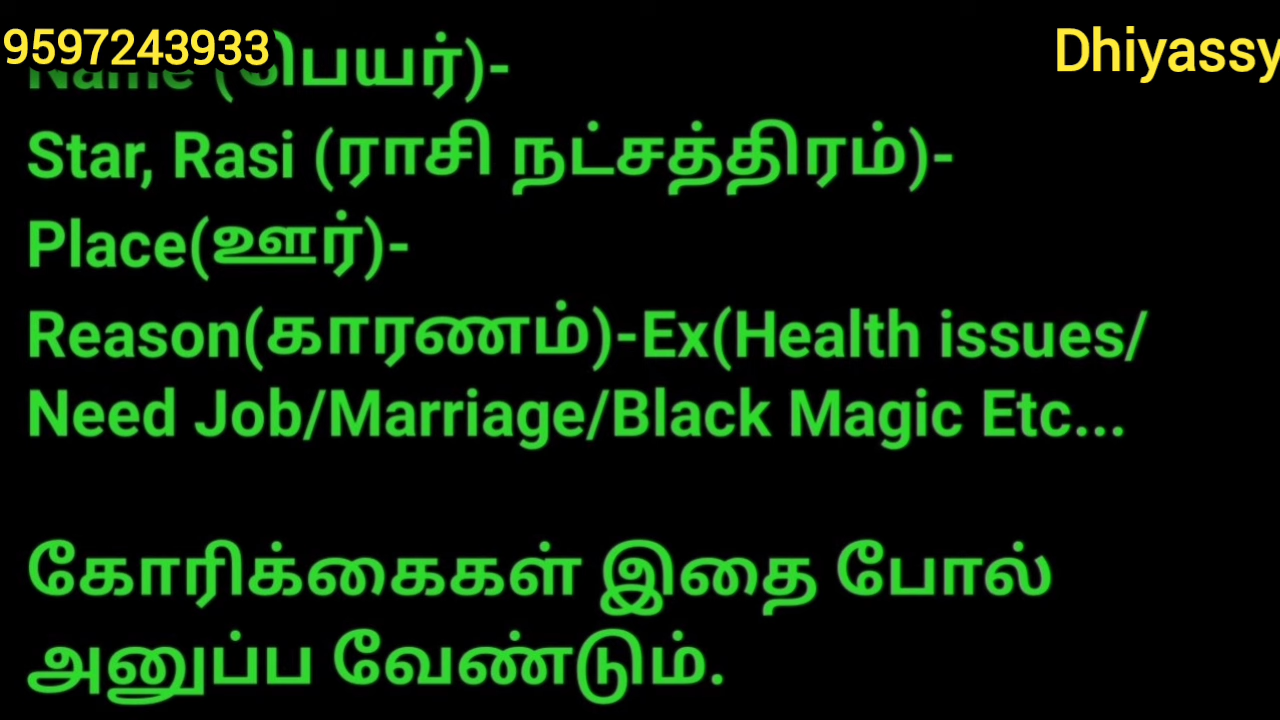 9597243933
Dhiyassy
Name (பெயர்)-
Star, Rasi (ராசி நட்சத்திரம்)-
Place(ஊர்)-
Reason(காரணம்)-Ex(Health issues/
Need Job/Marriage/Black Magic Etc...
கோரிக்கைகள் இதை போல்
அனுப்ப வேண்டும்.